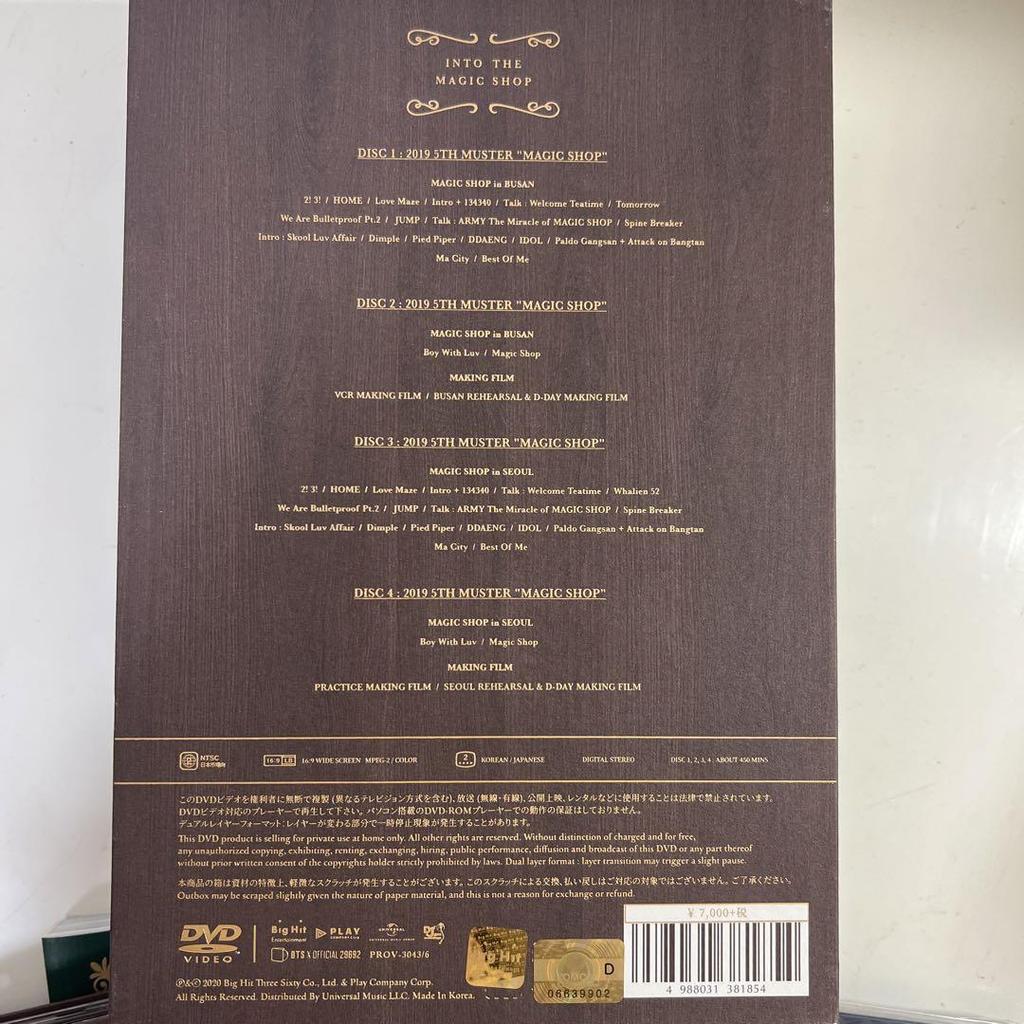 INTO THE
MAGIC SHOP
DISC 1 : 2019 5TH MUSTER "MAGIC SHOP"
MAGIC SHOP in BUSAN
2! 3! / HOME / Love Maze / Intro + 134340 / Talk : Welcome Teatime / Tomorrow
We Are Bulletproof Pt.2 / JUMP / Talk : ARMY The Miracle of MAGIC SHOP / Spine Breaker
Intro : Skool Luv Affair / Dimple / Pied Piper / DDAENG / IDOL / Paldo Gangsan + Attack on Bangtan
Ma City / Best Of Me
DISC 2 : 2019 5TH MUSTER "MAGIC SHOP"
MAGIC SHOP in BUSAN
Boy With Luv / Magic Shop
MAKING FILM
VCR MAKING FILM / BUSAN REHEARSAL & D-DAY MAKING FILM
DISC 3 : 2019 5TH MUSTER "MAGIC SHOP"
MAGIC SHOP in SEOUL
2! 3! / HOME / Love Maze / Intro + 134340 / Talk : Welcome Teatime / Whalien 52
We Are Bulletproof Pt.2 / JUMP / Talk : ARMY The Miracle of MAGIC SHOP / Spine Breaker
Intro : Skool Luv Affair / Dimple / Pied Piper / DDAENG / IDOL / Paldo Gangsan + Attack on Bangtan
Ma City / Best Of Me
DISC 4 : 2019 5TH MUSTER "MAGIC SHOP"
MAGIC SHOP in SEOUL
Boy With Luv / Magic Shop
MAKING FILM
PRACTICE MAKING FILM / SEOUL REHEARSAL & D-DAY MAKING FILM
NTSC 日本市場向 16:9 LB 16:9 WIDE SCREEN MPEG-2 / COLOR 2 KOREAN / JAPANESE DIGITAL STEREO DISC 1, 2, 3, 4 : ABOUT 450 MINS
このDVDビデオを権利者に無断で複製(異なるテレビジョン方式を含む)、放送(無線・有線)、公開上映、レンタルなどに使用することは法律で禁止されています。
DVDビデオ対応のプレーヤーで再生して下さい。パソコン搭載のDVD-ROMプレーヤーでの動作の保証はしておりません。
デュアルレイヤーフォーマット:レイヤーが変わる部分で一時停止現象が発生することがあります。
This DVD product is selling for private use at home only. All other rights are reserved. Without distinction of charged and for free,
any unauthorized copying, exhibiting, renting, exchanging, hiring, public performance, diffusion and broadcast of this DVD or any part thereof
without prior written consent of the copyrights holder strictly prohibited by laws. Dual layer format : layer transition may trigger a slight pause.
本商品の箱は資材の特徴上、軽微なスクラッチが発生することがございます。このスクラッチによる交換、払い戻しはご対応の対象ではございません。ご了承ください。
Outbox may be scraped slightly given the nature of paper material, and this is not a reason for exchange or refund.
¥ 7,000+税
DVD VIDEO Big Hit Entertainment PLAY COMPANY CORP. UNIVERSAL MUSIC GROUP
BTS X OFFICIAL 29692 PROV-3043/6
Big Hit
D
06639902
4 988031 381854
℗&© 2020 Big Hit Three Sixty Co., Ltd. & Play Company Corp.
All Rights Reserved. Distributed By Universal Music LLC. Made In Korea.